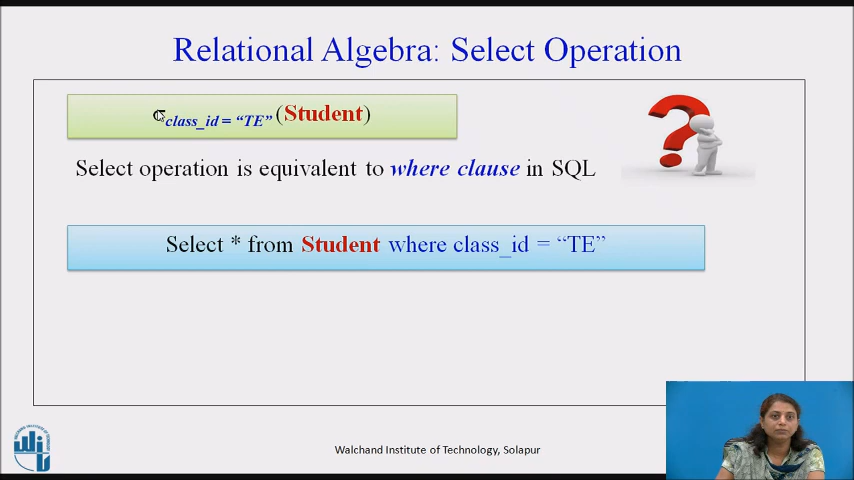 Relational Algebra: Select Operation
σclass_id = “TE” (Student)
Select operation is equivalent to where clause in SQL
Select * from Student where class_id = “TE”
Walchand Institute of Technology, Solapur